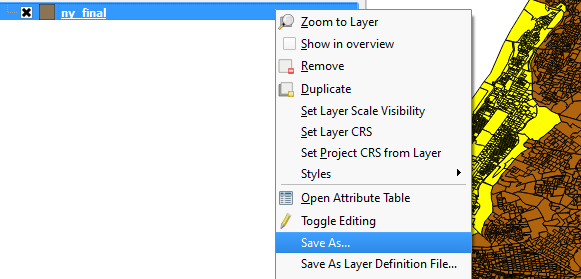 ny_final
Zoom to Layer
Show in overview
Remove
Duplicate
Set Layer Scale Visibility
Set Layer CRS
Set Project CRS from Layer
Styles
Open Attribute Table
Toggle Editing
Save As...
Save As Layer Definition File...